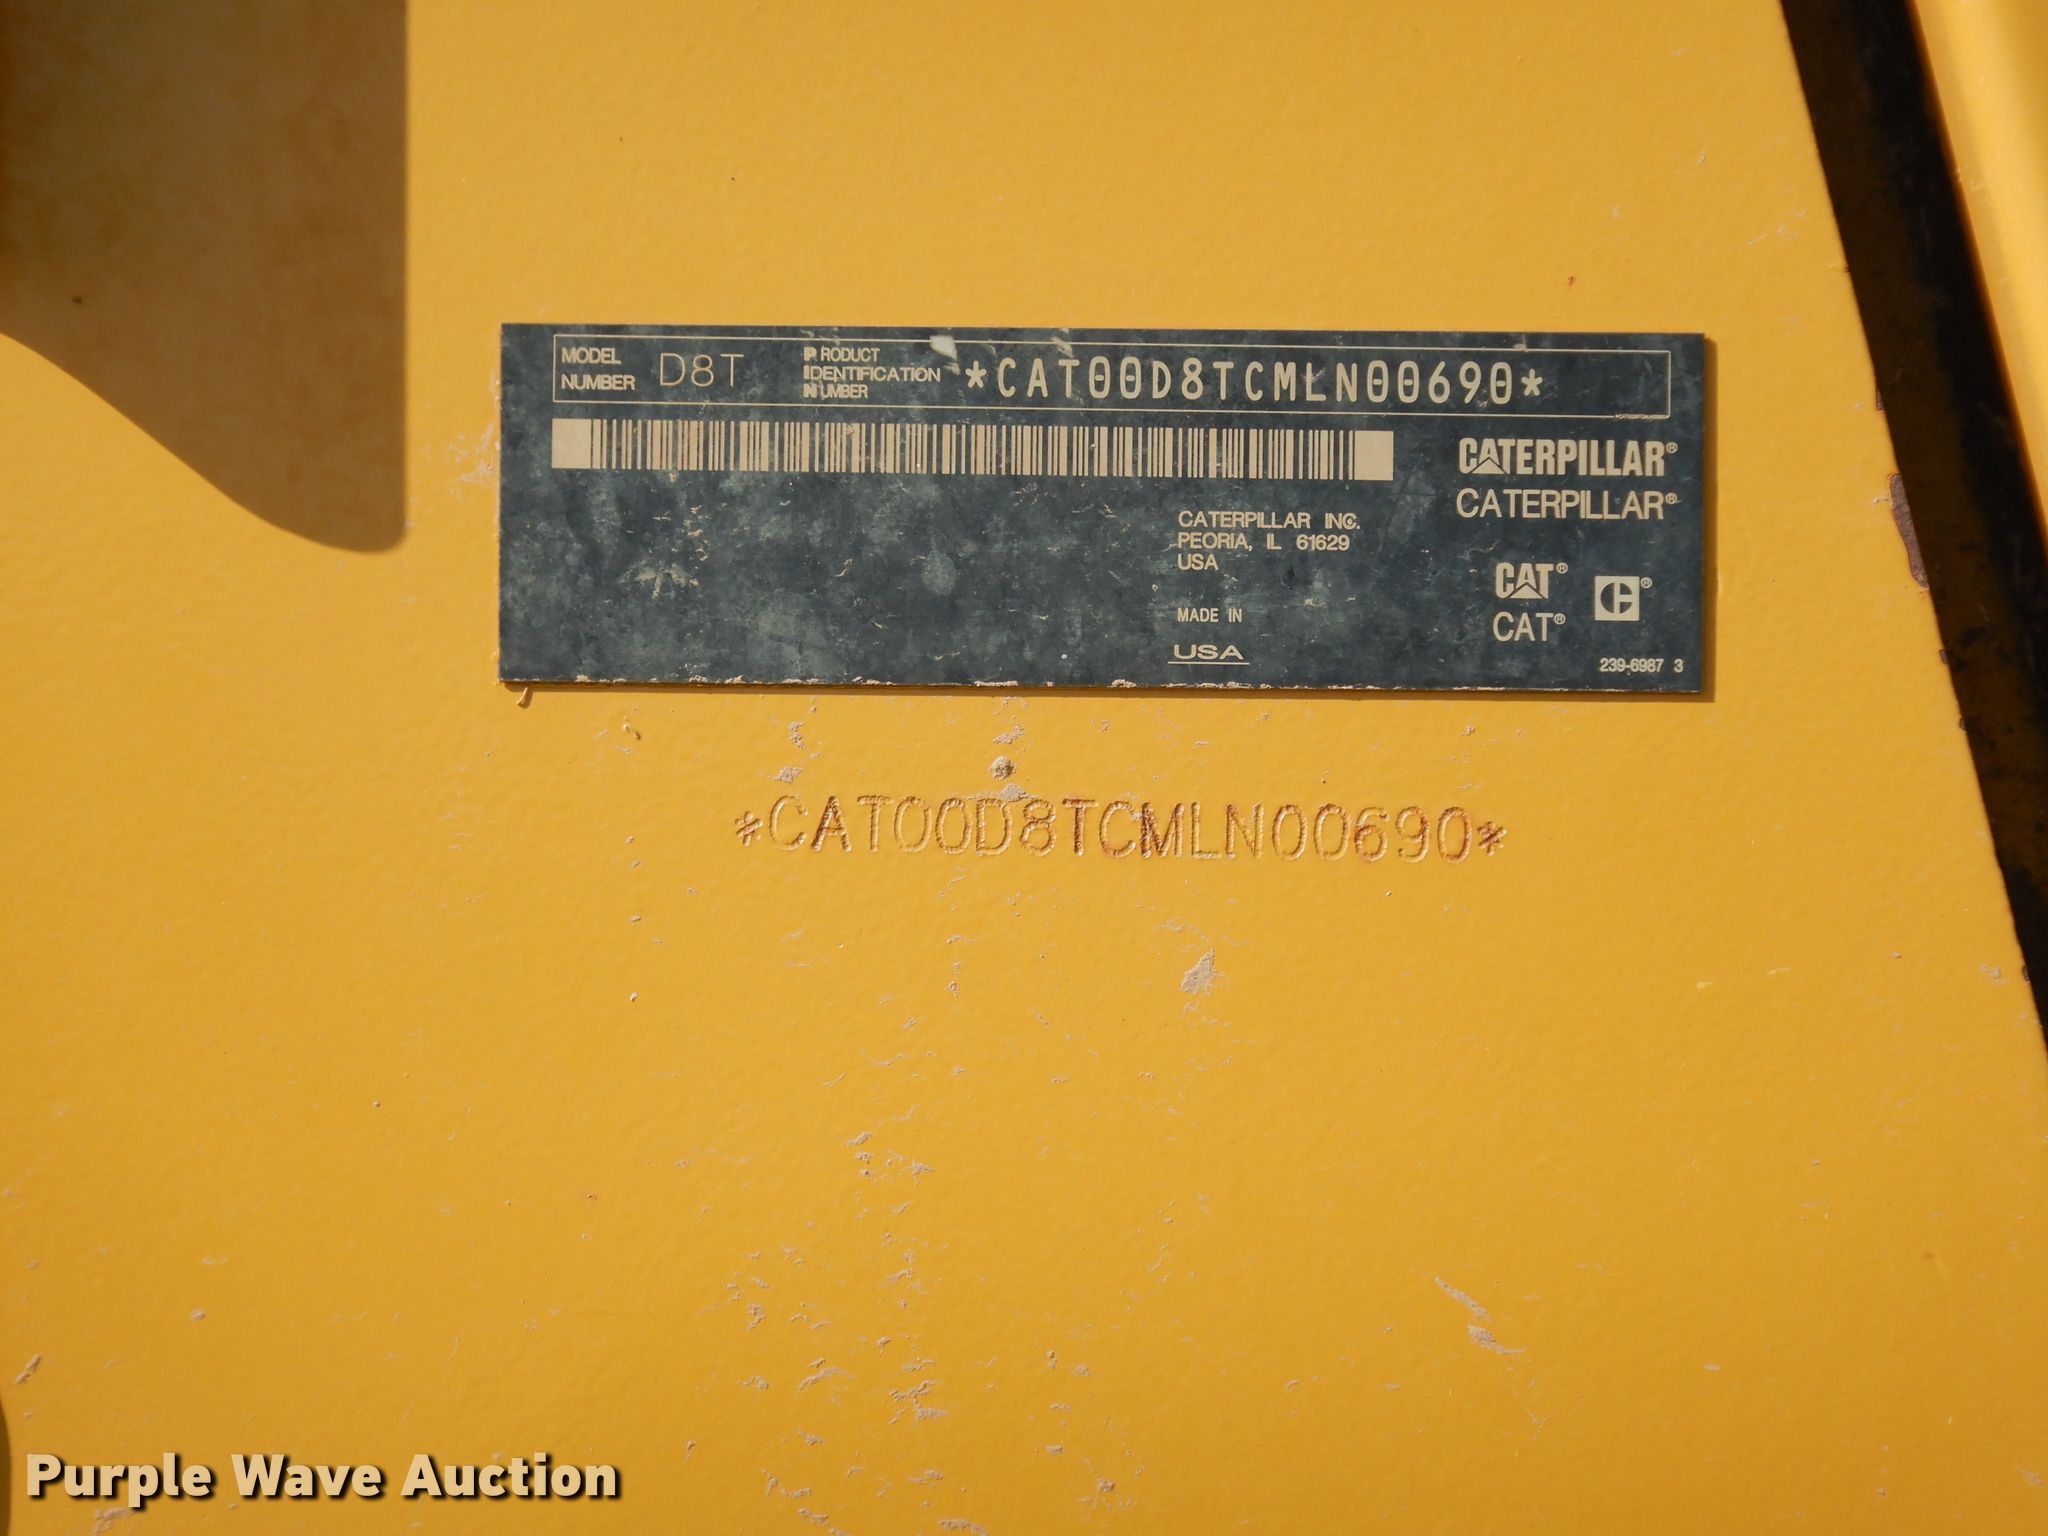 MODEL NUMBER D8T
PRODUCT IDENTIFICATION NUMBER *CAT00D8TCMLN00690*
CATERPILLAR®
CATERPILLAR®
CATERPILLAR INC.
PEORIA, IL 61629
USA
CAT® C®
CAT®
MADE IN
USA
239-6987 3
*CAT00D8TCMLN00690*
Purple Wave Auction